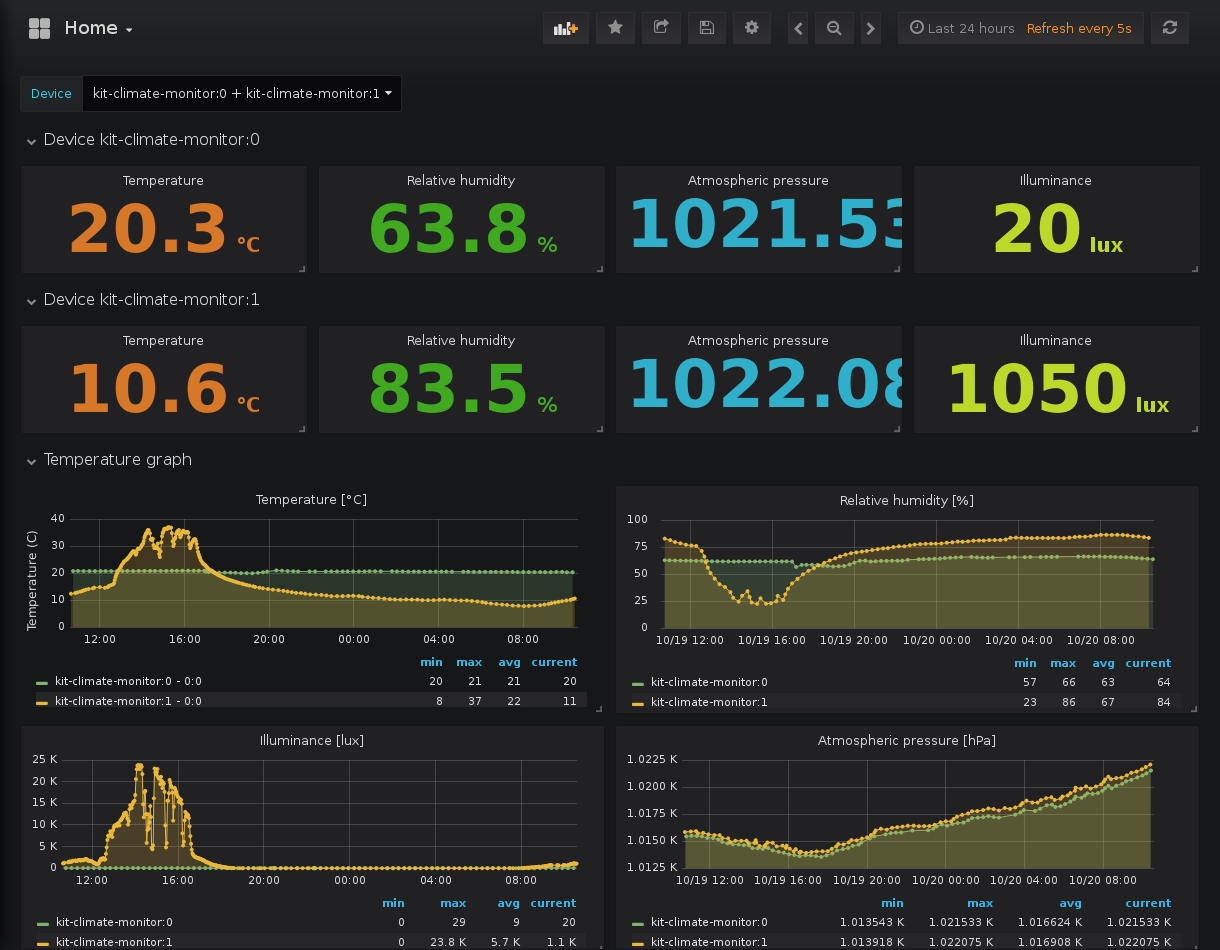 Home
Last 24 hours Refresh every 5s
Device kit-climate-monitor:0 + kit-climate-monitor:1
Device kit-climate-monitor:0
Temperature Relative humidity Atmospheric pressure Illuminance
20.3 °C 63.8 % 1021.53 20 lux
Device kit-climate-monitor:1
Temperature Relative humidity Atmospheric pressure Illuminance
10.6 °C 83.5 % 1022.08 1050 lux
Temperature graph
Temperature [°C]
Temperature (C)
40
30
20
10
0
12:00 16:00 20:00 00:00 04:00 08:00
min max avg current
kit-climate-monitor:0 - 0:0 20 21 21 20
kit-climate-monitor:1 - 0:0 8 37 22 11
Relative humidity [%]
100
75
50
25
0
10/19 12:00 10/19 16:00 10/19 20:00 10/20 00:00 10/20 04:00 10/20 08:00
min max avg current
kit-climate-monitor:0 57 66 63 64
kit-climate-monitor:1 23 86 67 84
Illuminance [lux]
25 K
20 K
15 K
10 K
5 K
0
12:00 16:00 20:00 00:00 04:00 08:00
min max avg current
kit-climate-monitor:0 0 29 9 20
kit-climate-monitor:1 0 23.8 K 5.7 K 1.1 K
Atmospheric pressure [hPa]
1.0225 K
1.0200 K
1.0175 K
1.0150 K
1.0125 K
10/19 12:00 10/19 16:00 10/19 20:00 10/20 00:00 10/20 04:00 10/20 08:00
min max avg current
kit-climate-monitor:0 1.013543 K 1.021533 K 1.016624 K 1.021533 K
kit-climate-monitor:1 1.013918 K 1.022075 K 1.016908 K 1.022075 K